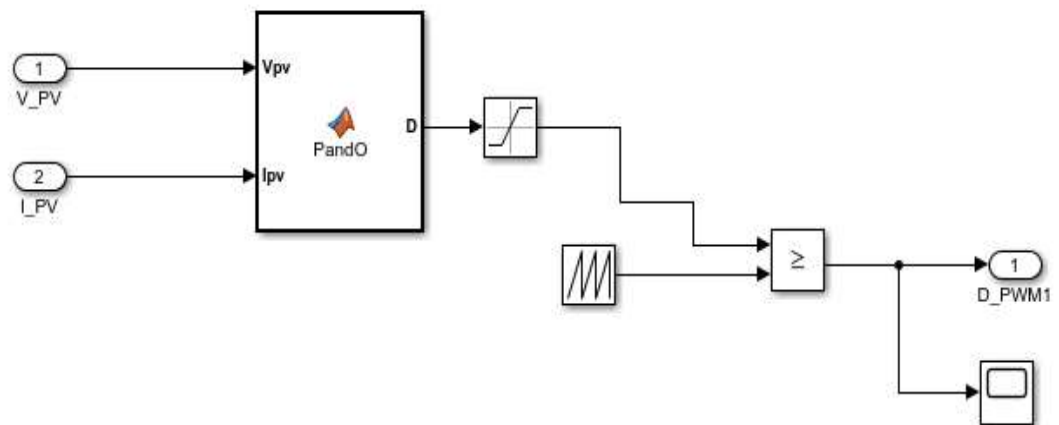 1
Vpv
V_PV
D
PandO
2
Ipv
I_PV
≥
1
D_PWM1